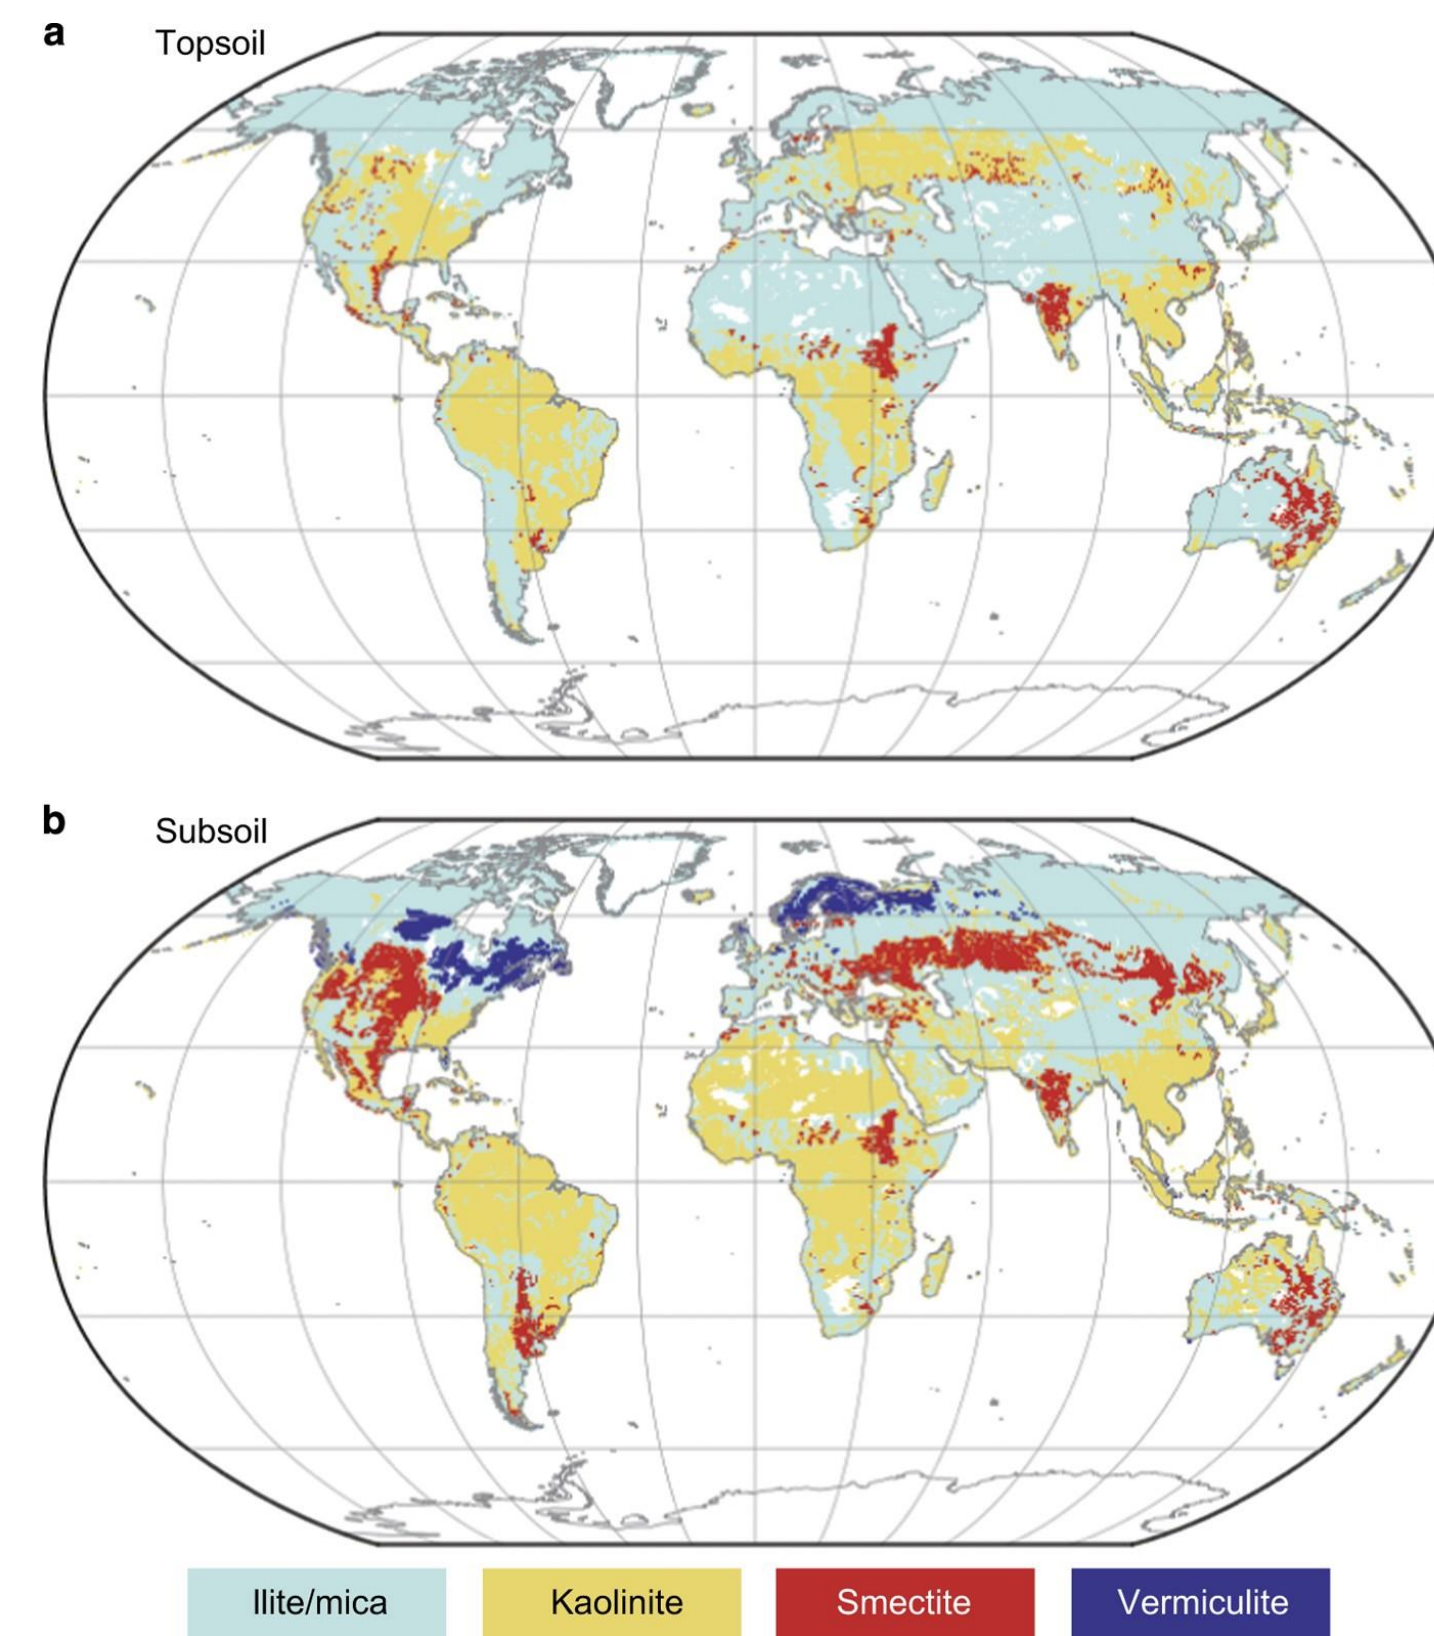 a
Topsoil
b
Subsoil
Ilite/mica
Kaolinite
Smectite
Vermiculite